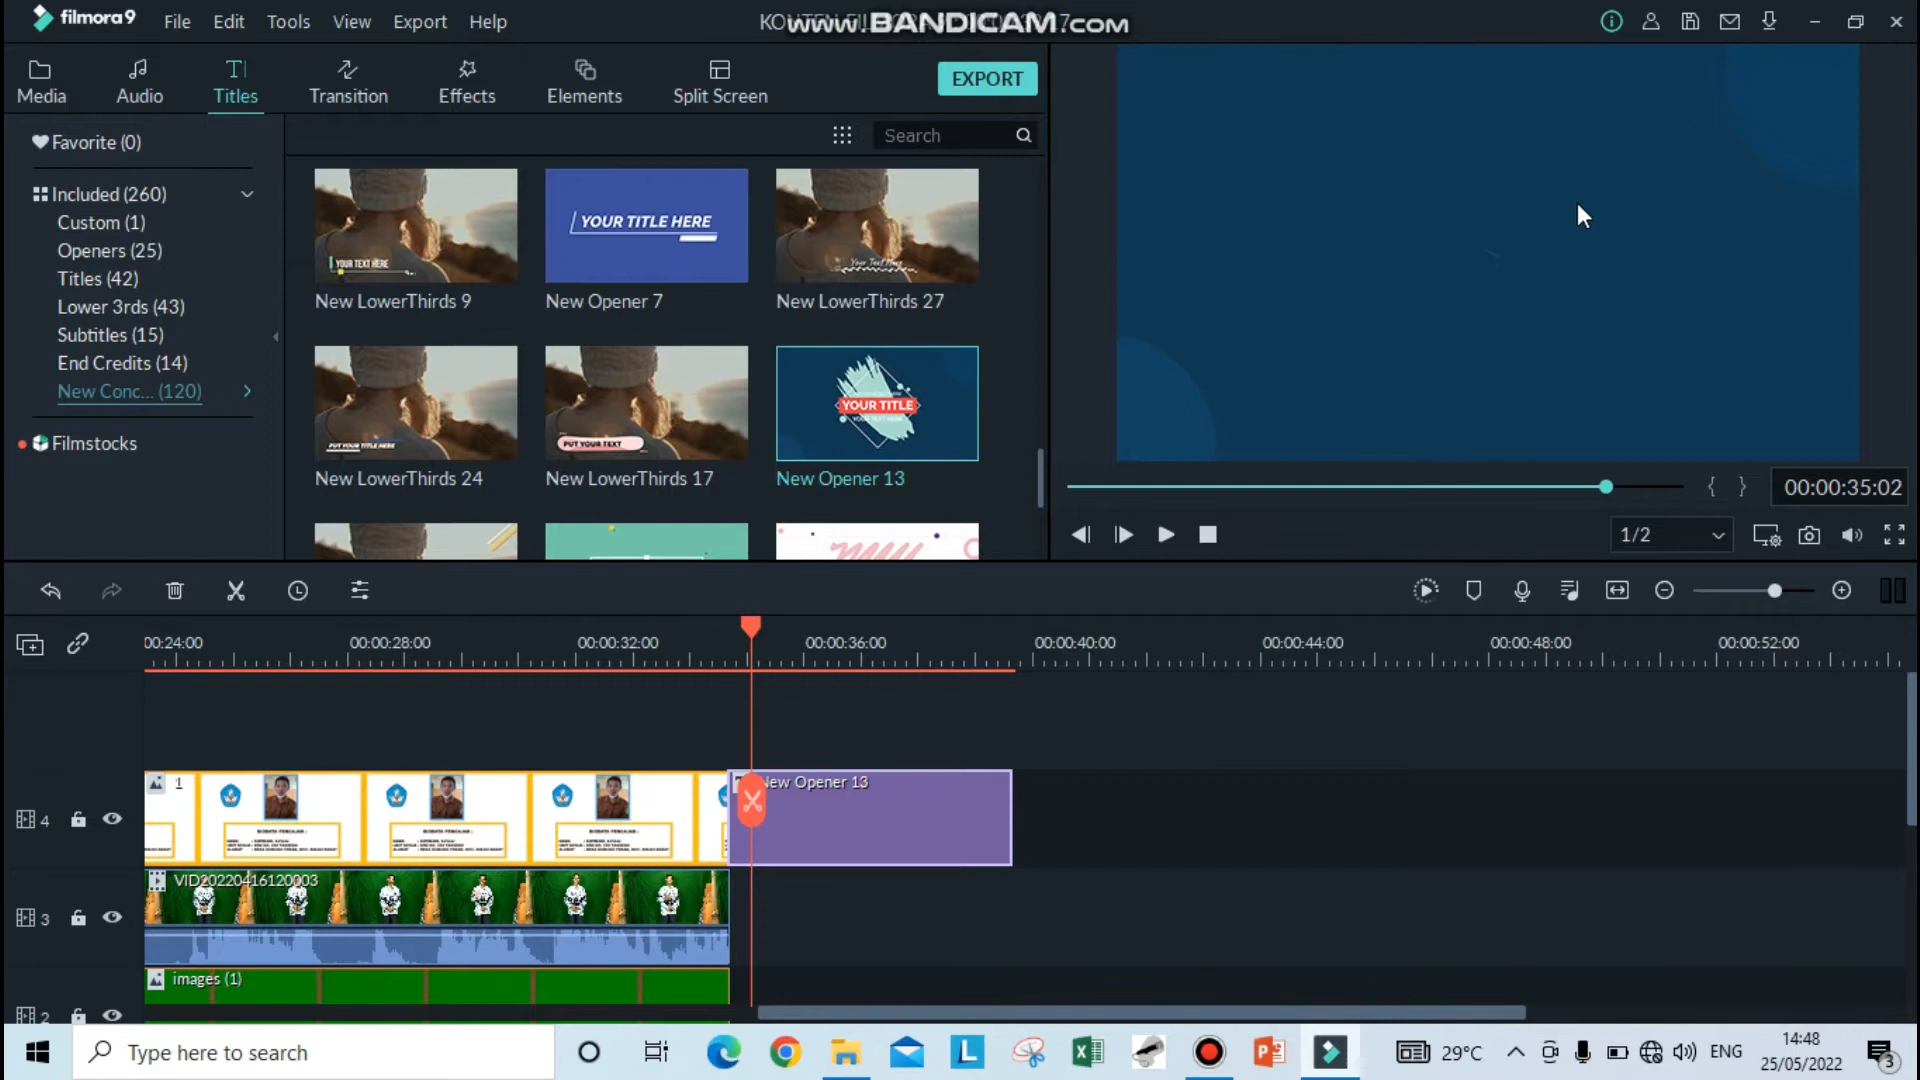 filmora9 File Edit Tools View Export Help
www.BANDICAM.com
Media Audio Titles Transition Effects Elements Split Screen EXPORT
Favorite (0)
Search
Included (260)
Custom (1)
Openers (25)
Titles (42)
Lower 3rds (43)
Subtitles (15)
End Credits (14)
New Conc... (120)
Filmstocks
YOUR TEXT HERE
YOUR TITLE HERE
Your Text Here
New LowerThirds 9 New Opener 7 New LowerThirds 27
PUT YOUR TITLE HERE
PUT YOUR TEXT
YOUR TITLE
New LowerThirds 24 New LowerThirds 17 New Opener 13
{ } 00:00:35:02
1/2
00:24:00 00:00:28:00 00:00:32:00 00:00:36:00 00:00:40:00 00:00:44:00 00:00:48:00 00:00:52:00
1
New Opener 13
4
VID20220416120003
3
images (1)
2
Type here to search
29°C ENG
14:48
25/05/2022
3